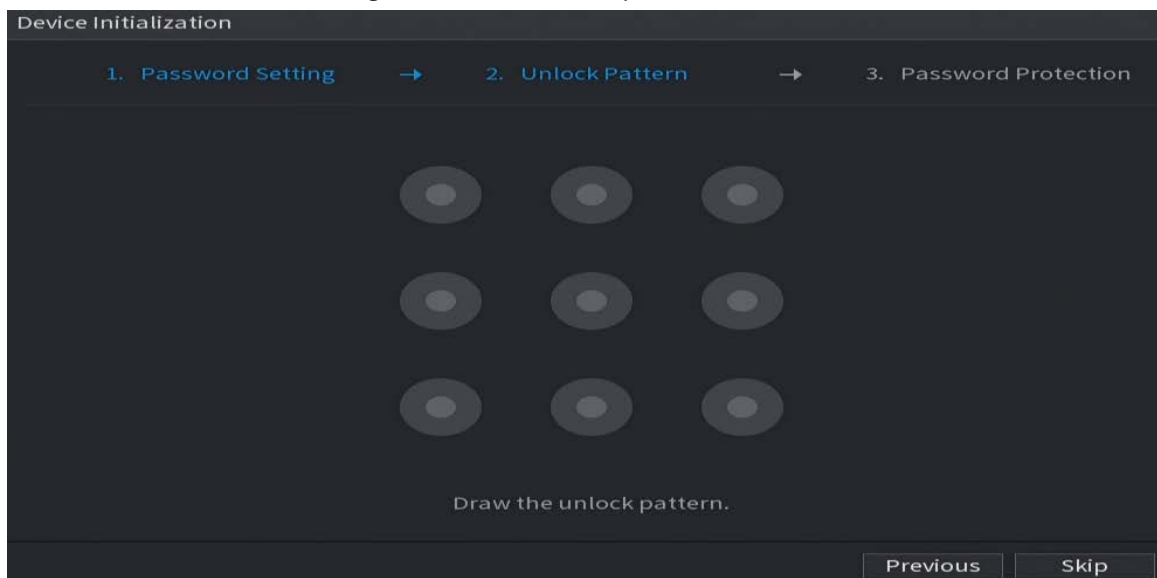 Device Initialization
1. Password Setting → 2. Unlock Pattern → 3. Password Protection
Draw the unlock pattern.
Previous Skip